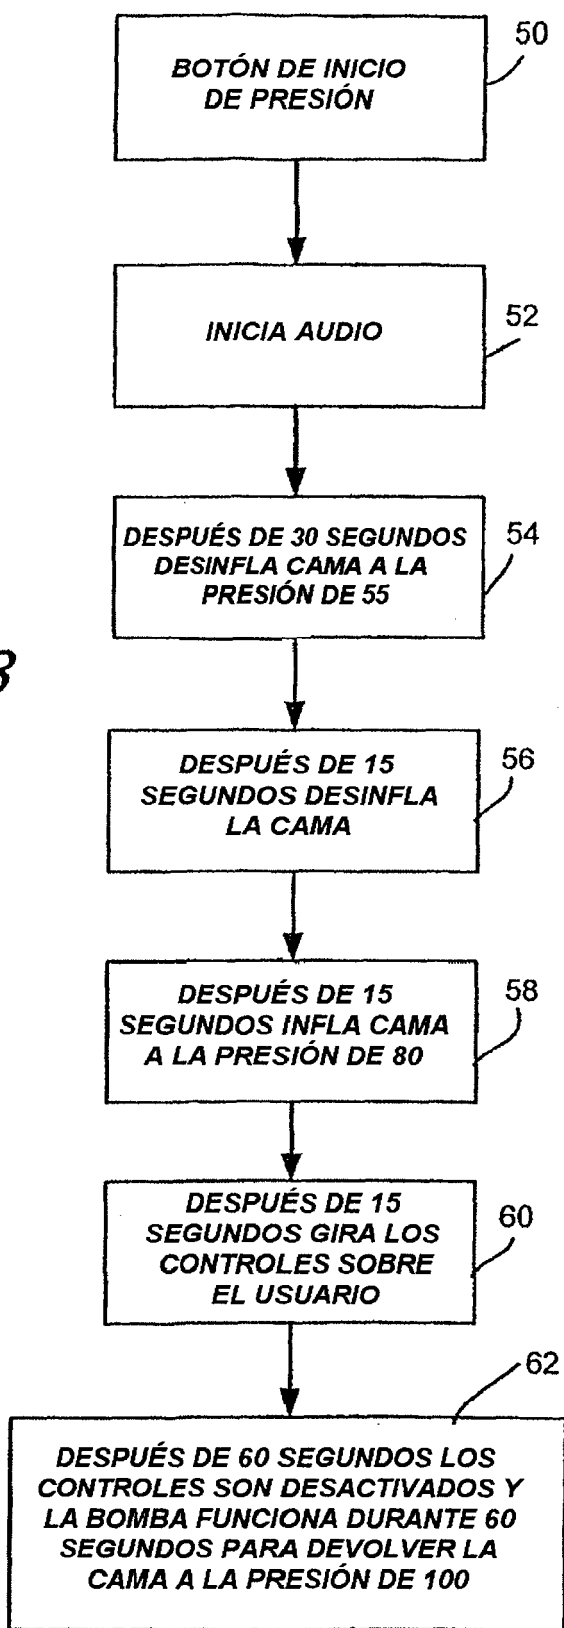 BOTÓN DE INICIO
DE PRESIÓN
50
INICIA AUDIO
52
DESPUÉS DE 30 SEGUNDOS
DESINFLA CAMA A LA
PRESIÓN DE 55
54
DESPUÉS DE 15
SEGUNDOS DESINFLA
LA CAMA
56
DESPUÉS DE 15
SEGUNDOS INFLA CAMA
A LA PRESIÓN DE 80
58
DESPUÉS DE 15
SEGUNDOS GIRA LOS
CONTROLES SOBRE
EL USUARIO
60
62
DESPUÉS DE 60 SEGUNDOS LOS
CONTROLES SON DESACTIVADOS Y
LA BOMBA FUNCIONA DURANTE 60
SEGUNDOS PARA DEVOLVER LA
CAMA A LA PRESIÓN DE 100